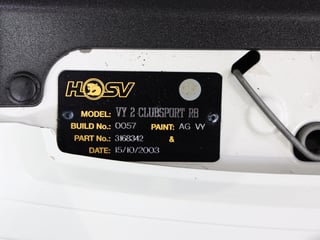 HSV
MODEL: VY 2 CLUBSPORT R8
BUILD No.: 0057 PAINT: AG VY
PART No.: 3168342 &
DATE: 15/10/2003